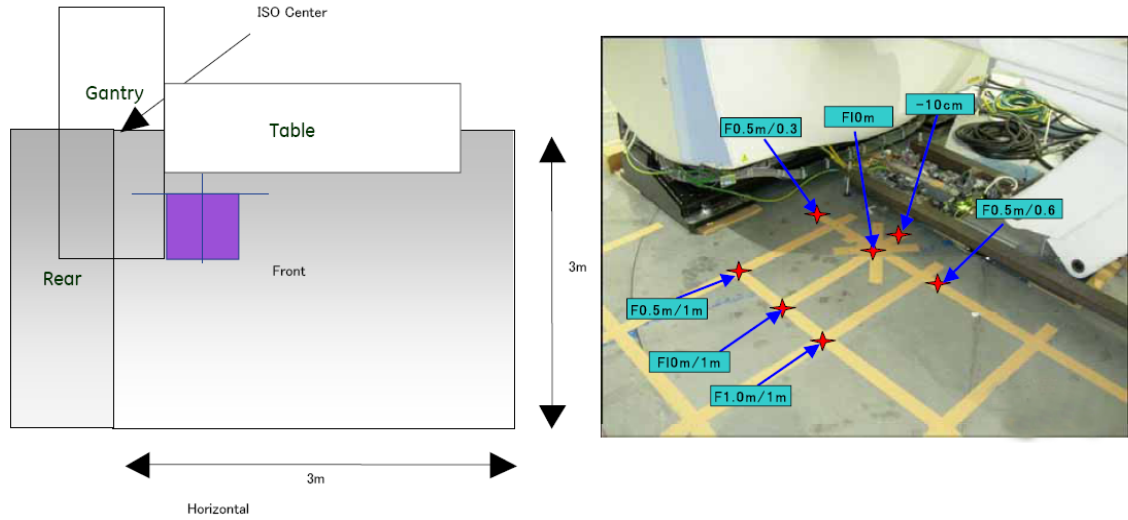 ISO Center
Gantry
Table
Rear
Front
3m
3m
Horizontal
F0.5m/0.3
Fl0m
-10cm
F0.5m/0.6
F0.5m/1m
Fl0m/1m
F1.0m/1m